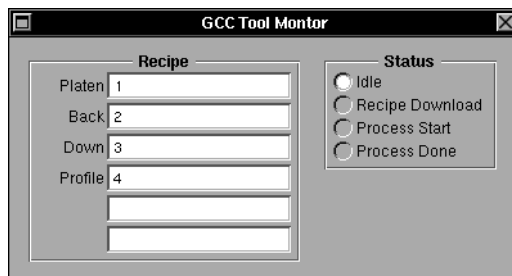 GCC Tool Montor
Recipe
Platen 1
Back 2
Down 3
Profile 4
Status
Idle
Recipe Download
Process Start
Process Done